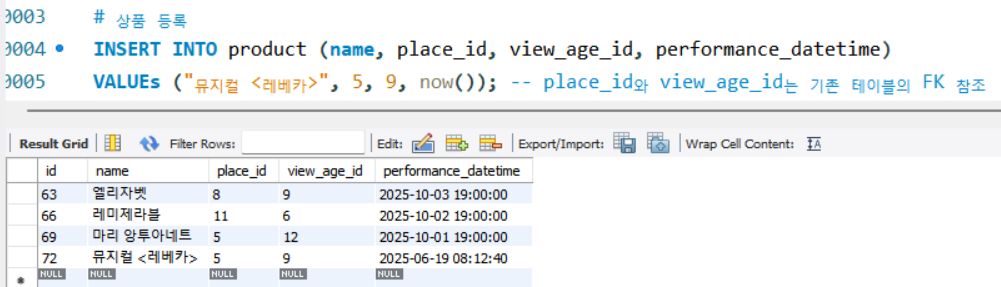 0003 # 상품 등록
0004 INSERT INTO product (name, place_id, view_age_id, performance_datetime)
0005 VALUEs ("뮤지컬 <레베카>", 5, 9, now()); -- place_id와 view_age_id는 기존 테이블의 FK 참조
Result Grid Filter Rows: Edit: Export/Import: Wrap Cell Content: IA
id name place_id view_age_id performance_datetime
63 엘리자벳 8 9 2025-10-03 19:00:00
66 레미제라블 11 6 2025-10-02 19:00:00
69 마리 앙투아네트 5 12 2025-10-01 19:00:00
72 뮤지컬 <레베카> 5 9 2025-06-19 08:12:40
* NULL NULL NULL NULL NULL